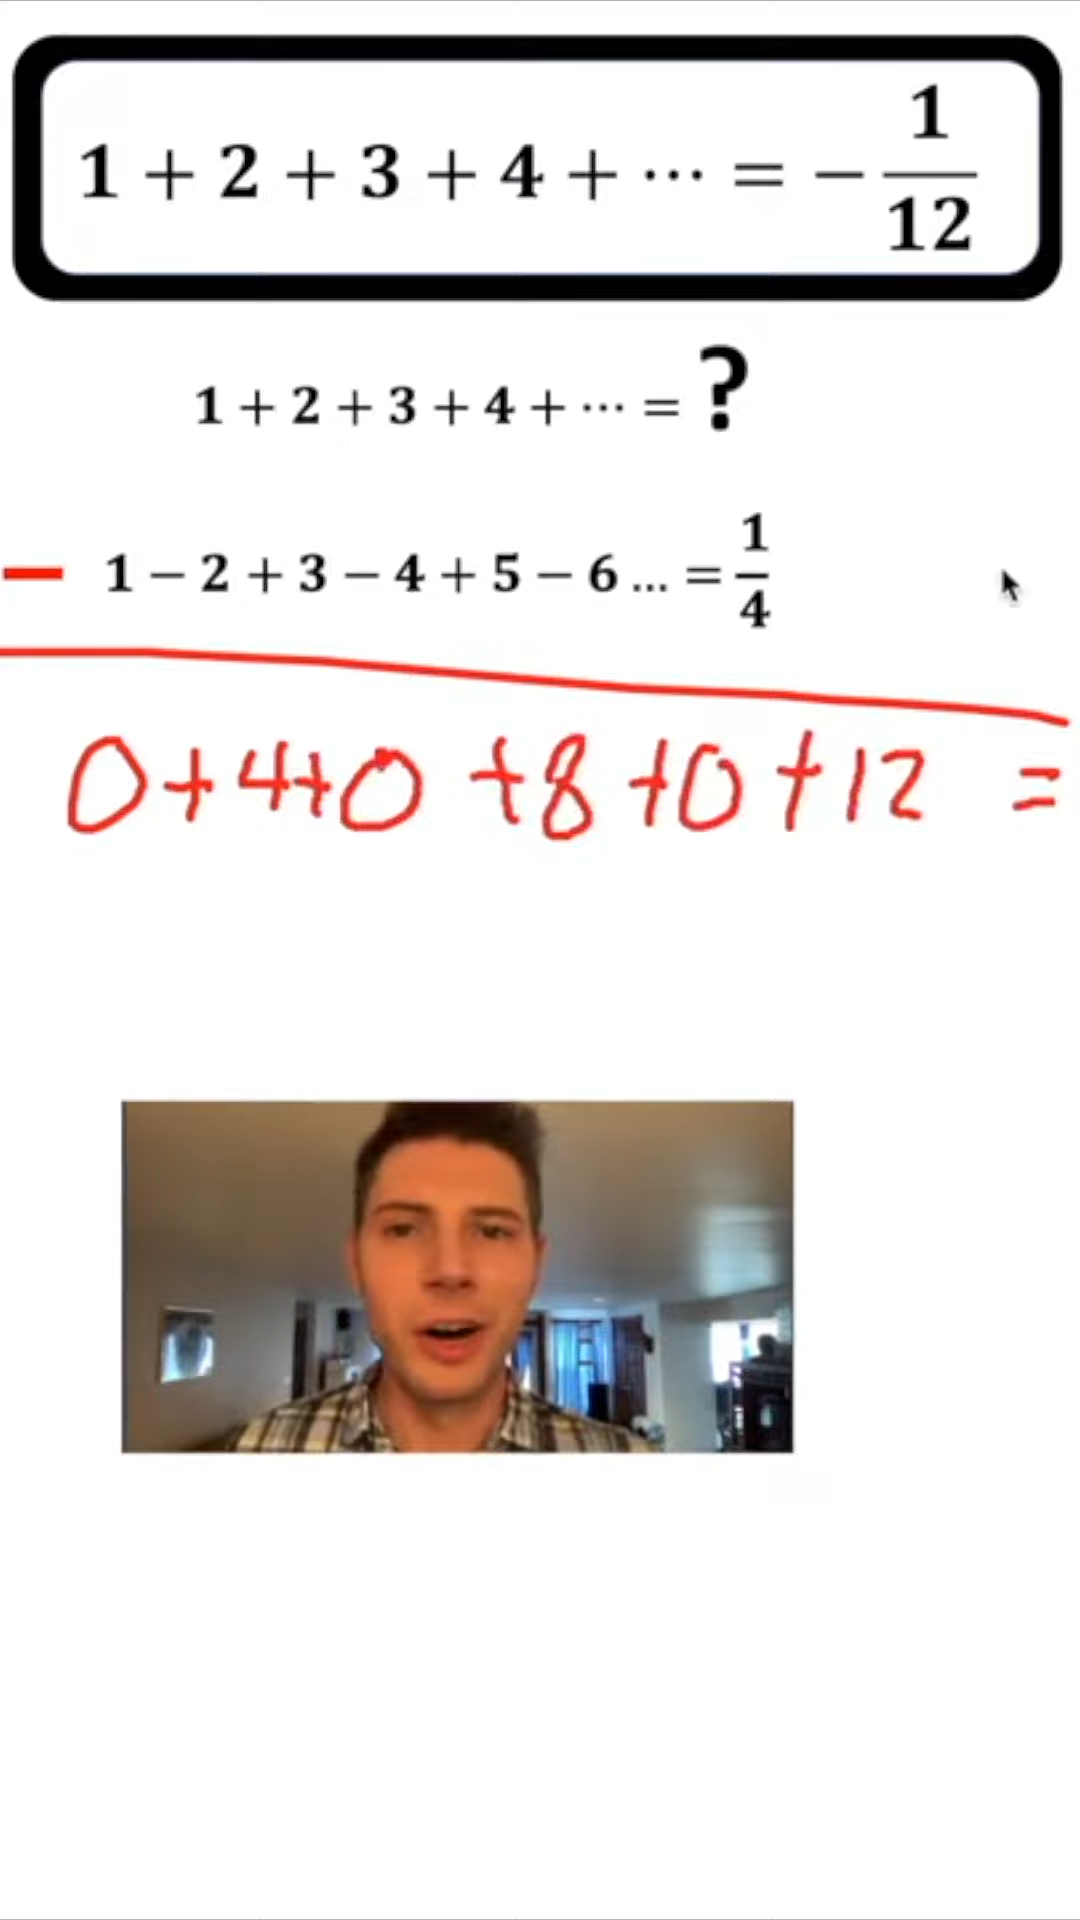 1 + 2 + 3 + 4 + ⋯ = − 1/12
1 + 2 + 3 + 4 + ⋯ = ?
− 1 − 2 + 3 − 4 + 5 − 6 ... = 1/4
0 + 4 + 0 + 8 + 0 + 12 =